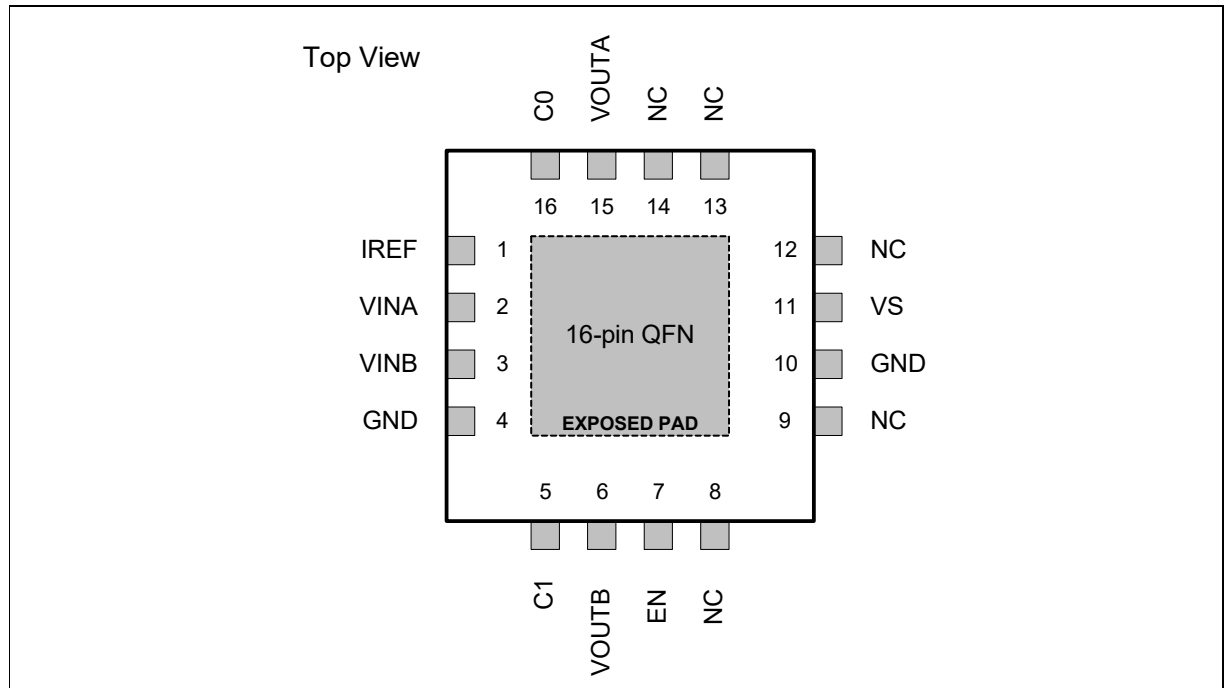 Top View
C0
VOUTA
NC
NC
16
15
14
13
IREF
1
12
NC
VINA
2
11
VS
16-pin QFN
VINB
3
10
GND
GND
4
EXPOSED PAD
9
NC
5
6
7
8
C1
VOUTB
EN
NC